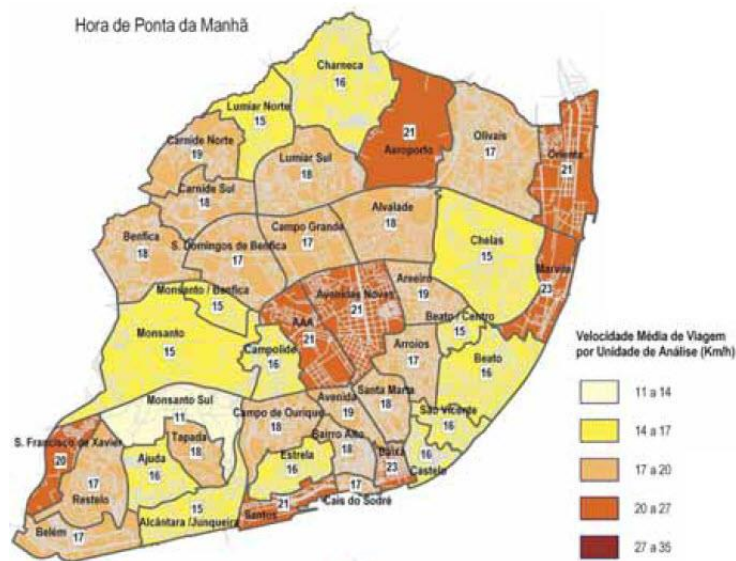 Hora de Ponta da Manhã
Charneca
16
Lumiar Norte
15
21
Aeroporto
Olivais
17
Oriente
21
Carnide Norte
19
Lumiar Sul
18
Carnide Sul
18
Alvalade
18
Campo Grande
17
Benfica
18
S. Domingos de Benfica
17
Chelas
15
Marvila
23
Monsanto / Benfica
15
Avenidas Novas
21
Areeiro
19
Beato / Centro
15
AAA
21
Monsanto
15
Campolide
16
Arroios
17
Beato
16
Monsanto Sul
11
Avenida
19
Santa Marta
18
Campo de Ourique
18
São Vicente
16
S. Francisco de Xavier
20
Tapada
18
Bairro Alto
18
Ajuda
16
Estrela
16
Baixa
23
16
Castelo
Restelo
17
15
Alcântara /Junqueira
21
Santos
17
Cais do Sodré
Belém
17
Velocidade Média de Viagem
por Unidade de Análise (Km/h)
11 a 14
14 a 17
17 a 20
20 a 27
27 a 35